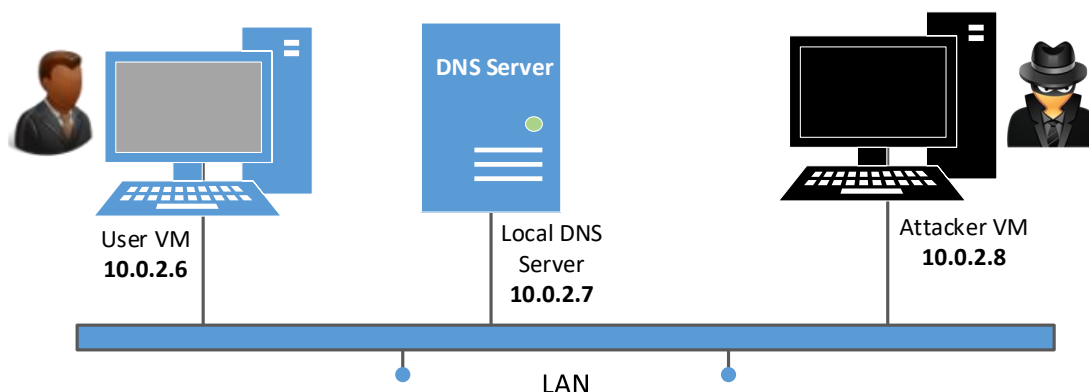 DNS Server
User VM
10.0.2.6
Local DNS
Server
10.0.2.7
Attacker VM
10.0.2.8
LAN